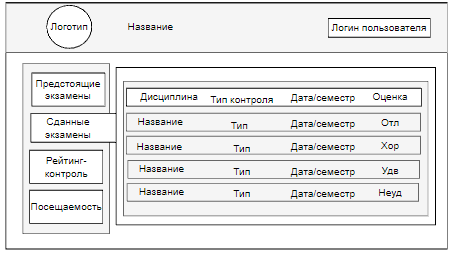 Логотип
Название
Логин пользователя
Предстоящие
экзамены
Сданные
экзамены
Рейтинг-
контроль
Посещаемость
Дисциплина Тип контроля Дата/семестр Оценка
Название Тип Дата/семестр Отл
Название Тип Дата/семестр Хор
Название Тип Дата/семестр Удв
Название Тип Дата/семестр Неуд